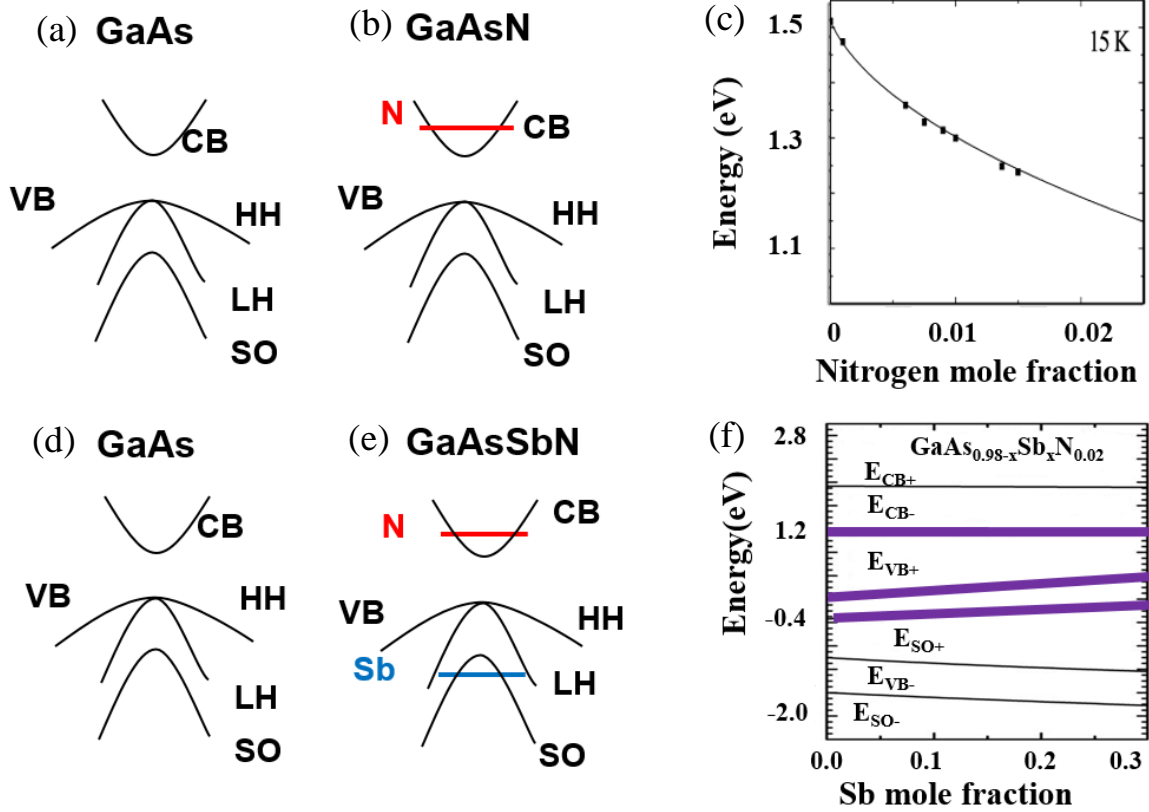 (a) GaAs
CB
VB
HH
LH
SO
(b) GaAsN
N
CB
VB
HH
LH
SO
(c)
15 K
Energy (eV)
1.5
1.3
1.1
0
0.01
0.02
Nitrogen mole fraction
(d) GaAs
CB
VB
HH
LH
SO
(e) GaAsSbN
N
CB
VB
HH
Sb
LH
SO
(f)
GaAs0.98-xSbxN0.02
Energy(eV)
2.8
1.2
-0.4
-2.0
ECB+
ECB-
EVB+
ESO+
EVB-
ESO-
0.0
0.1
0.2
0.3
Sb mole fraction